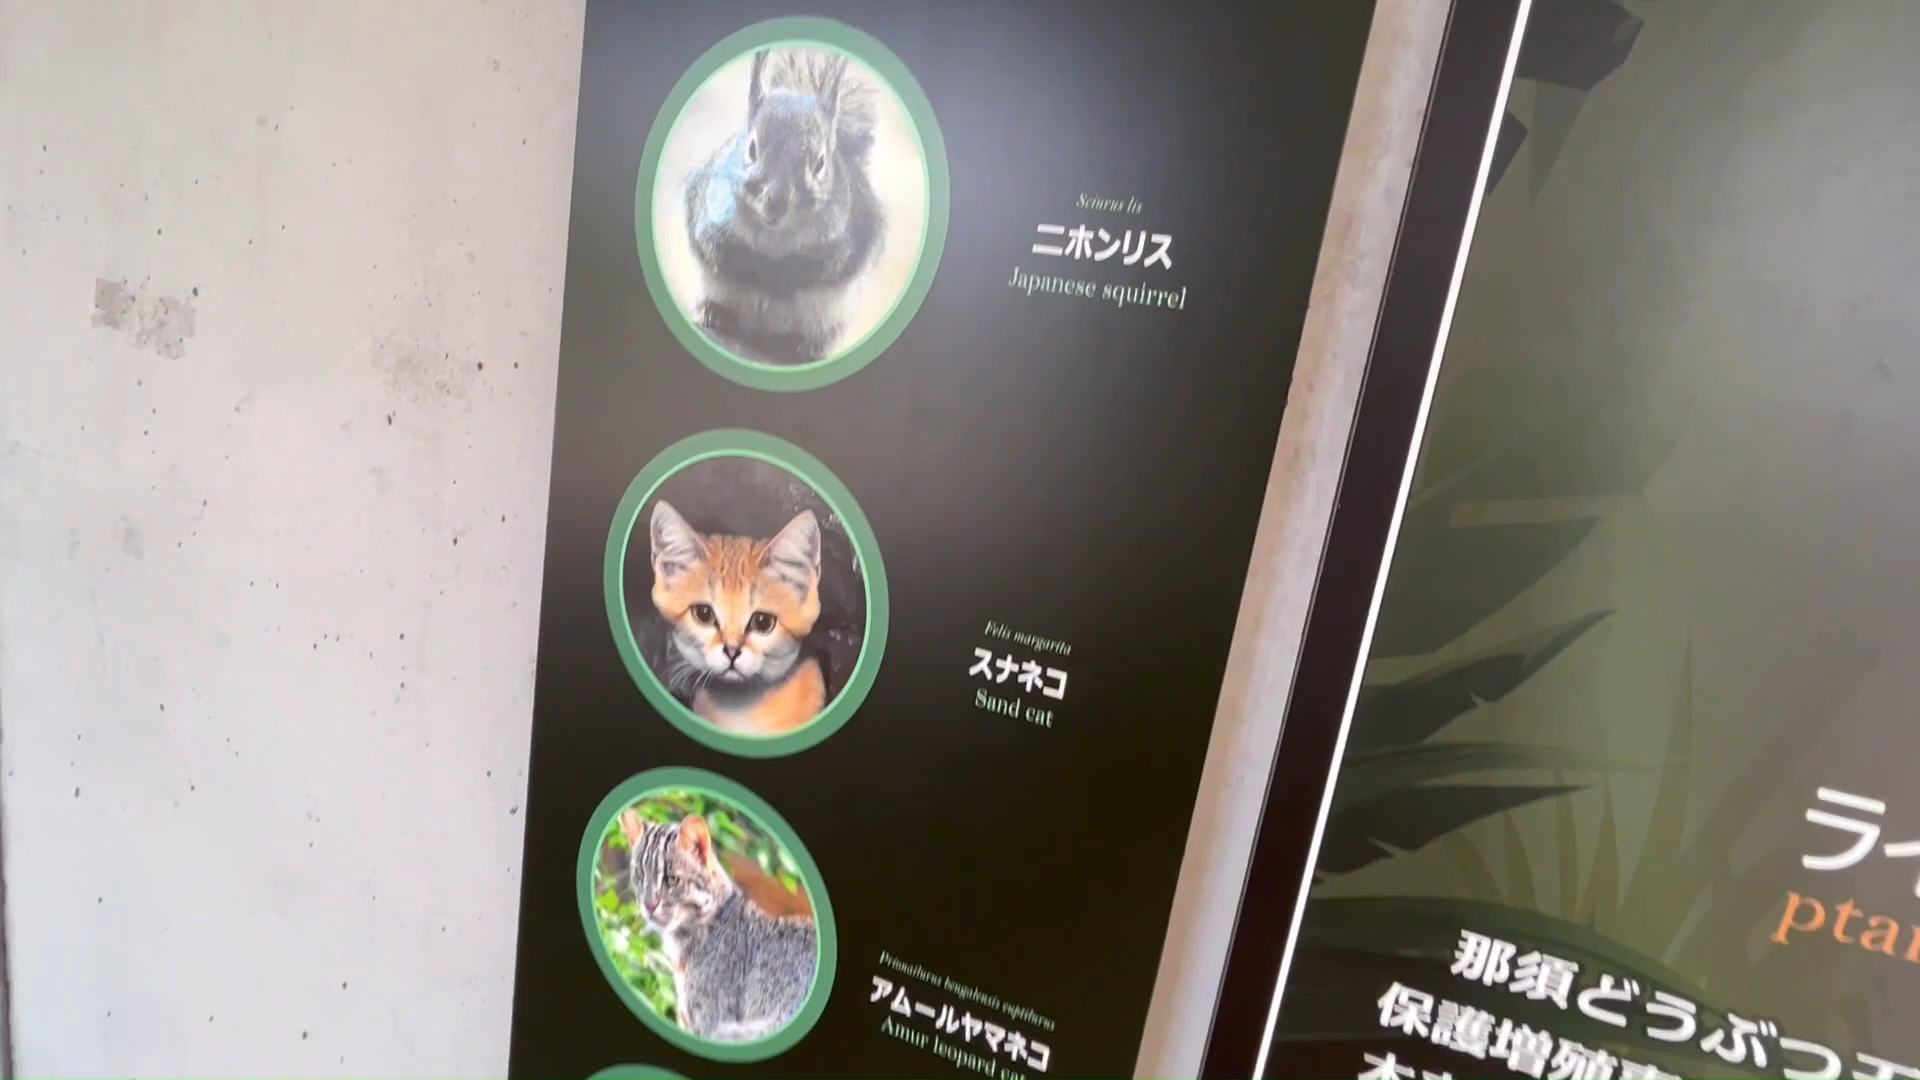 Sciurus lis
ニホンリス
Japanese squirrel
Felis margarita
スナネコ
Sand cat
Prionailurus bengalensis euptilurus
アムールヤマネコ
Amur leopard cat
ラ
ptar
那須どうぶつ王
保護増殖事